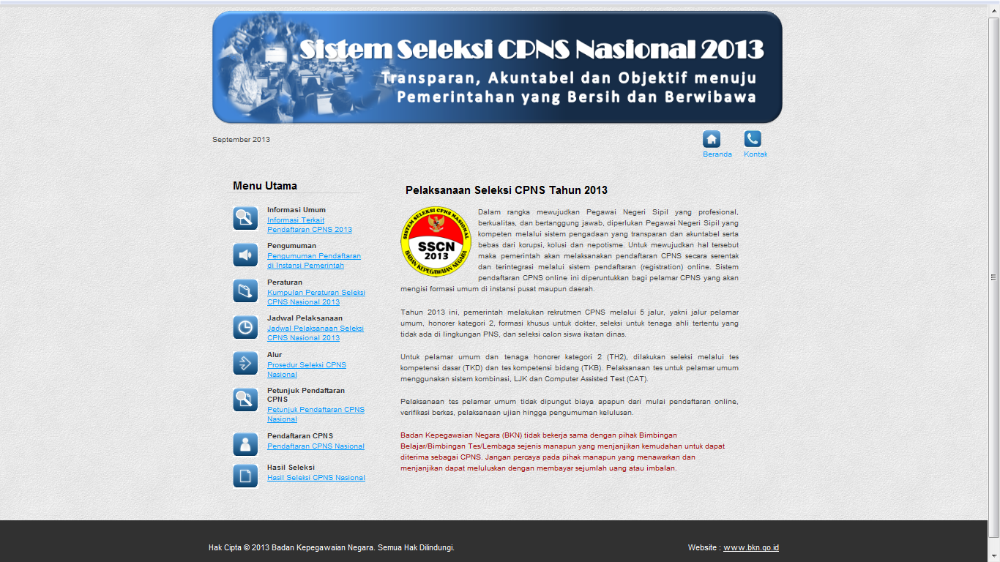 Sistem Seleksi CPNS Nasional 2013
Transparan, Akuntabel dan Objektif menuju
Pemerintahan yang Bersih dan Berwibawa
September 2013
Beranda
Kontak
Menu Utama
Informasi Umum
Informasi Terkait
Pendaftaran CPNS 2013
Pengumuman
Pengumuman Pendaftaran
di Instansi Pemerintah
Peraturan
Kumpulan Peraturan Seleksi
CPNS Nasional 2013
Jadwal Pelaksanaan
Jadwal Pelaksanaan Seleksi
CPNS Nasional 2013
Alur
Prosedur Seleksi CPNS
Nasional
Petunjuk Pendaftaran
CPNS
Petunjuk Pendaftaran CPNS
Nasional
Pendaftaran CPNS
Pendaftaran CPNS Nasional
Hasil Seleksi
Hasil Seleksi CPNS Nasional
Pelaksanaan Seleksi CPNS Tahun 2013
SISTEM SELEKSI CPNS NASIONAL
SSCN
2013
BADAN KEPEGAWAIAN NEGARA
Dalam rangka mewujudkan Pegawai Negeri Sipil yang profesional,
berkualitas, dan bertanggung jawab, diperlukan Pegawai Negeri Sipil yang
kompeten melalui sistem pengadaan yang transparan dan akuntabel serta
bebas dari korupsi, kolusi dan nepotisme. Untuk mewujudkan hal tersebut
maka pemerintah akan melaksanakan pendaftaran CPNS secara serentak
dan terintegrasi melalui sistem pendaftaran (registration) online. Sistem
pendaftaran CPNS online ini diperuntukkan bagi pelamar CPNS yang akan
mengisi formasi umum di instansi pusat maupun daerah.
Tahun 2013 ini, pemerintah melakukan rekrutmen CPNS melalui 5 jalur, yakni jalur pelamar
umum, honorer kategori 2, formasi khusus untuk dokter, seleksi untuk tenaga ahli tertentu yang
tidak ada di lingkungan PNS, dan seleksi calon siswa ikatan dinas.
Untuk pelamar umum dan tenaga honorer kategori 2 (TH2), dilakukan seleksi melalui tes
kompetensi dasar (TKD) dan tes kompetensi bidang (TKB). Pelaksanaan tes untuk pelamar umum
menggunakan sistem kombinasi, LJK dan Computer Assisted Test (CAT).
Pelaksanaan tes pelamar umum tidak dipungut biaya apapun dari mulai pendaftaran online,
verifikasi berkas, pelaksanaan ujian hingga pengumuman kelulusan.
Badan Kepegawaian Negara (BKN) tidak bekerja sama dengan pihak Bimbingan
Belajar/Bimbingan Tes/Lembaga sejenis manapun yang menjanjikan kemudahan untuk dapat
diterima sebagai CPNS. Jangan percaya pada pihak manapun yang menawarkan dan
menjanjikan dapat meluluskan dengan membayar sejumlah uang atau imbalan.
Hak Cipta © 2013 Badan Kepegawaian Negara. Semua Hak Dilindungi.
Website : www.bkn.go.id